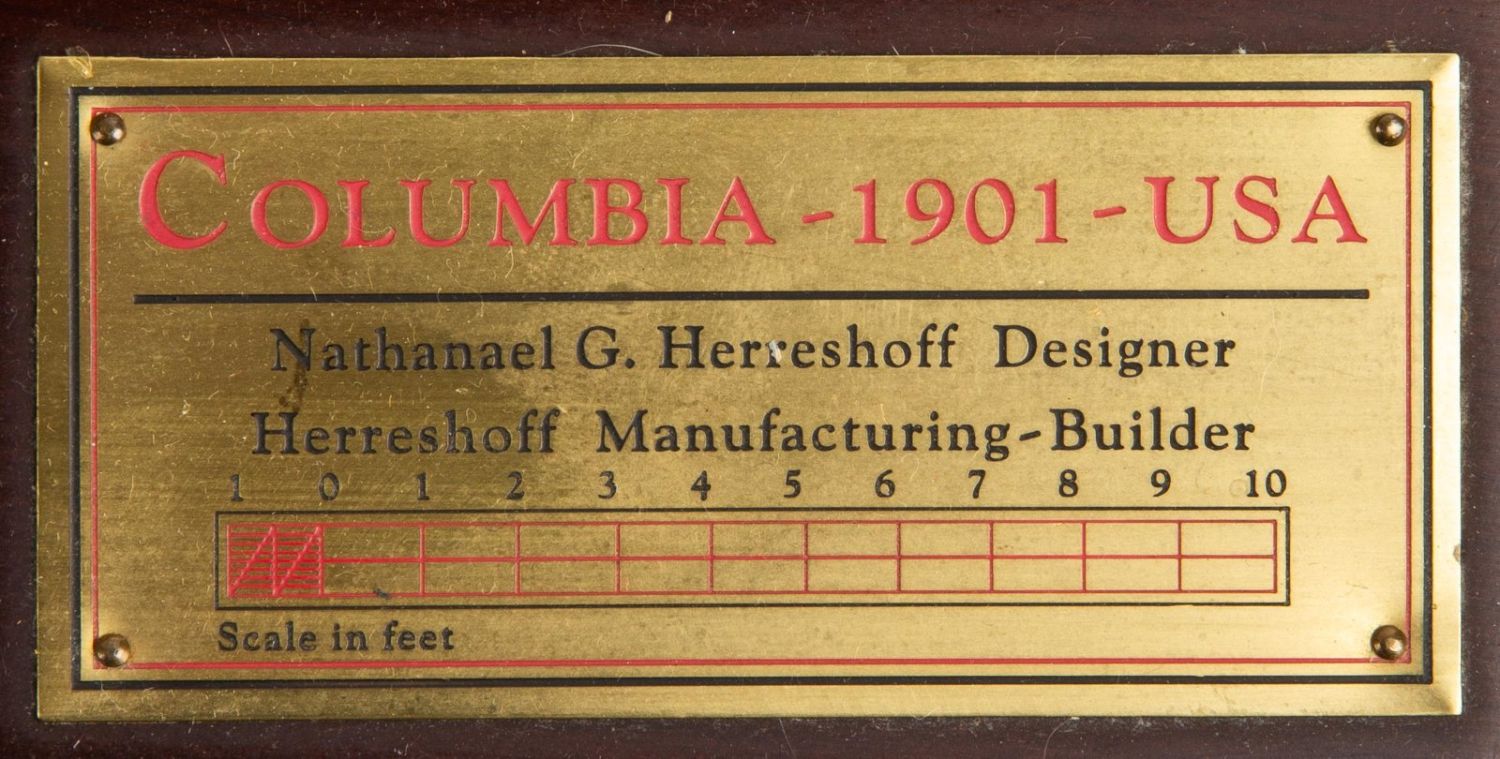 COLUMBIA - 1901 - USA
Nathanael G. Herreshoff Designer
Herreshoff Manufacturing-Builder
1 0 1 2 3 4 5 6 7 8 9 10
Scale in feet